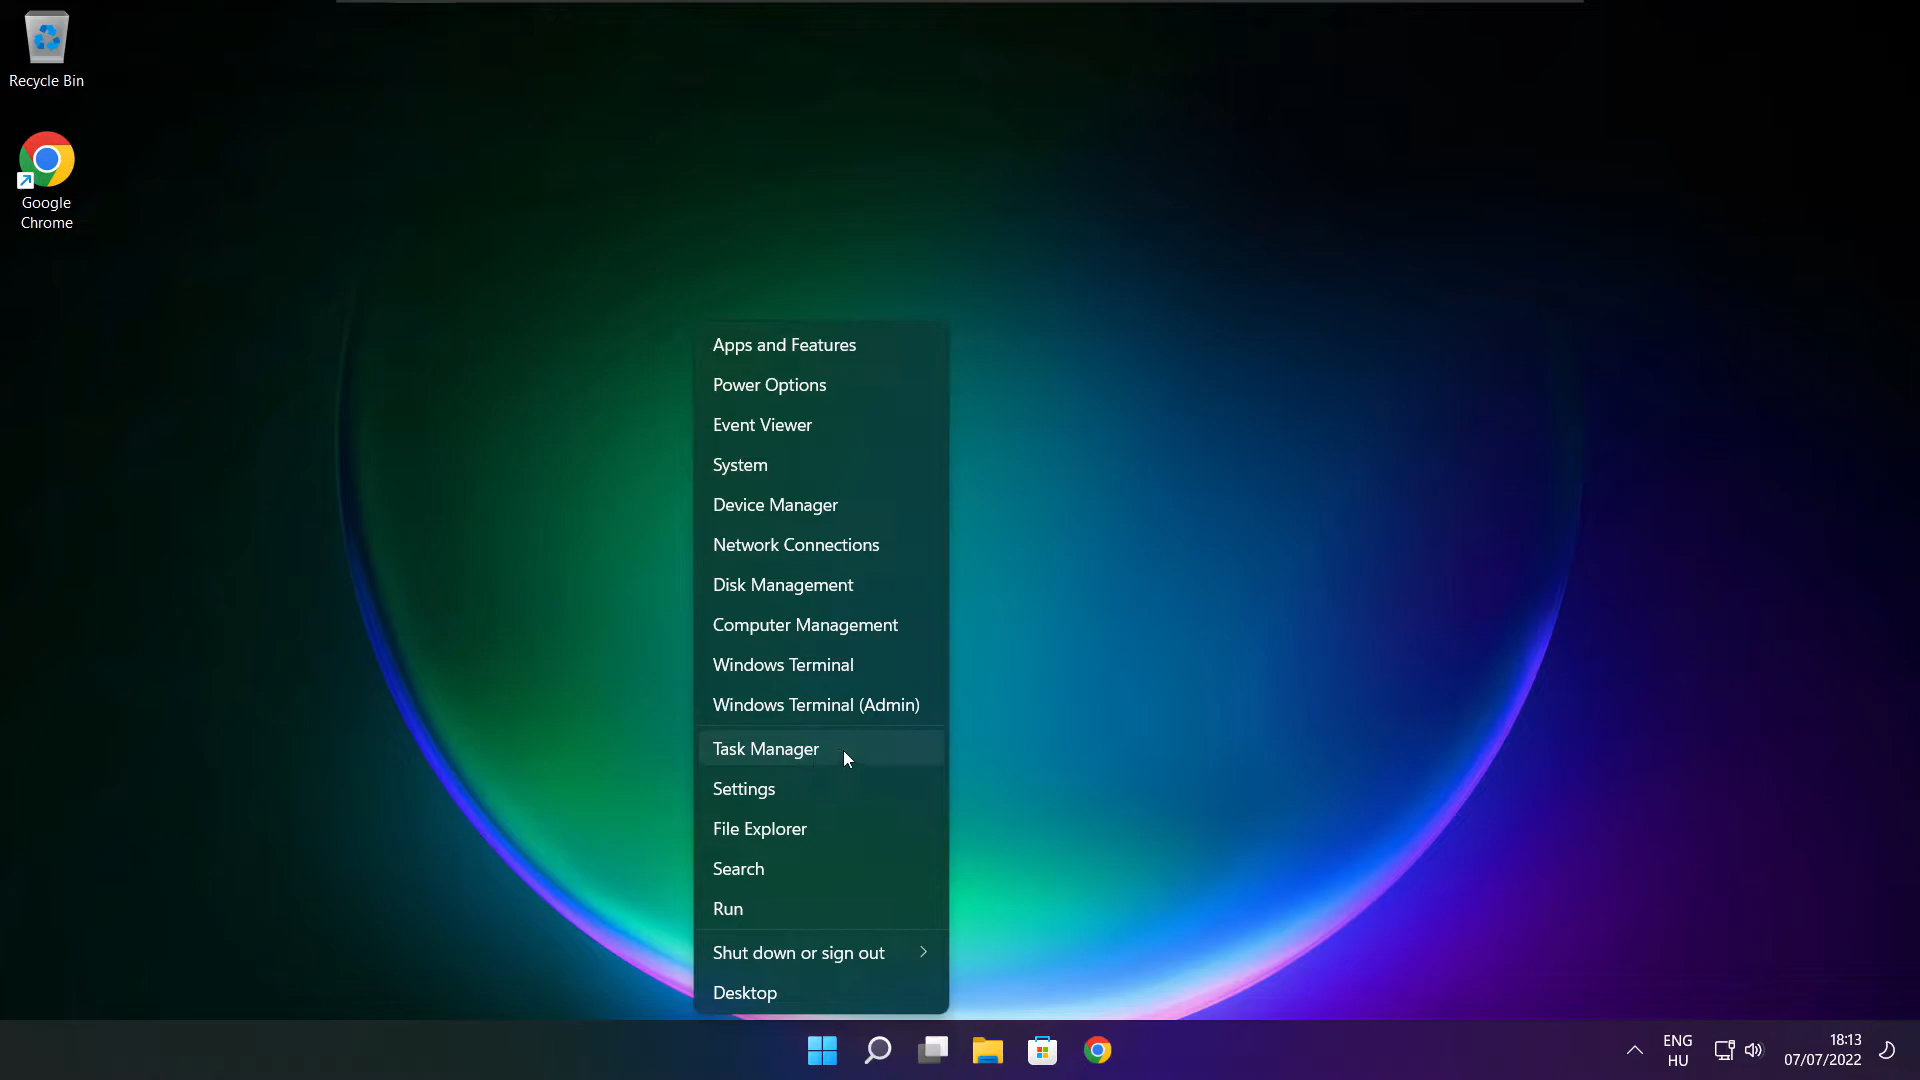 Recycle Bin
Google
Chrome
Apps and Features
Power Options
Event Viewer
System
Device Manager
Network Connections
Disk Management
Computer Management
Windows Terminal
Windows Terminal (Admin)
Task Manager
Settings
File Explorer
Search
Run
Shut down or sign out
Desktop
ENG
HU
18:13
07/07/2022